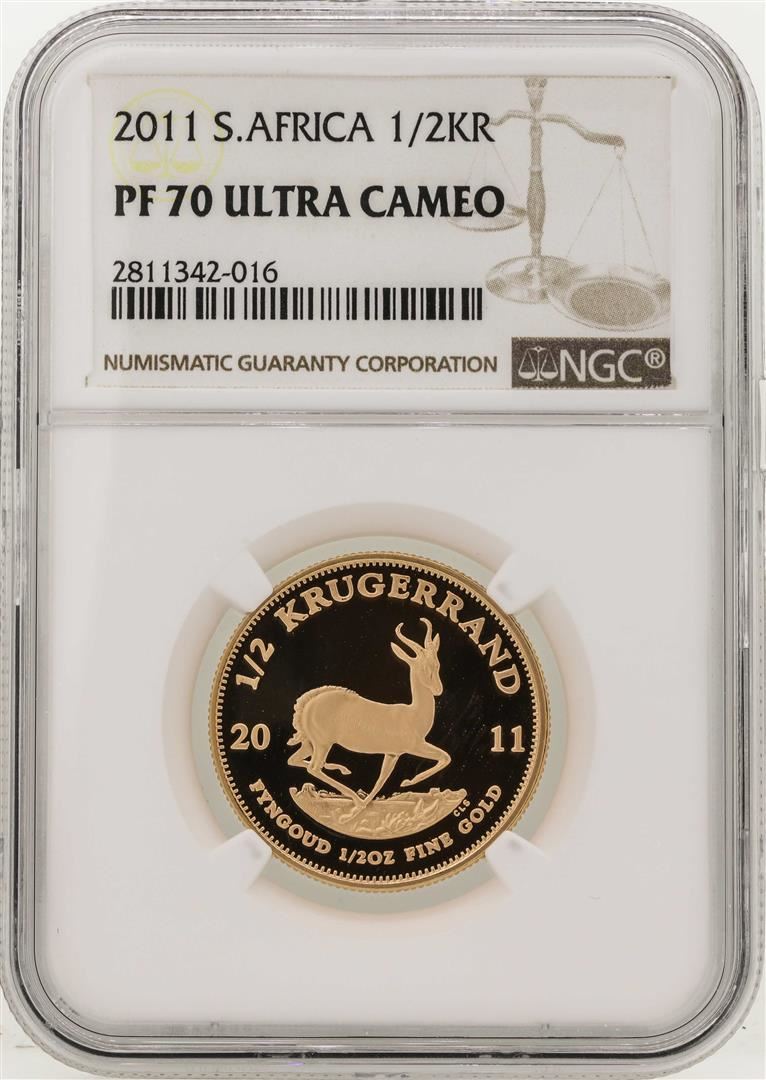 2011 S.AFRICA 1/2KR
PF 70 ULTRA CAMEO
2811342-016
NUMISMATIC GUARANTY CORPORATION
NGC®
1/2 KRUGERRAND
20 11
CLS
FYNGOUD 1/2OZ FINE GOLD